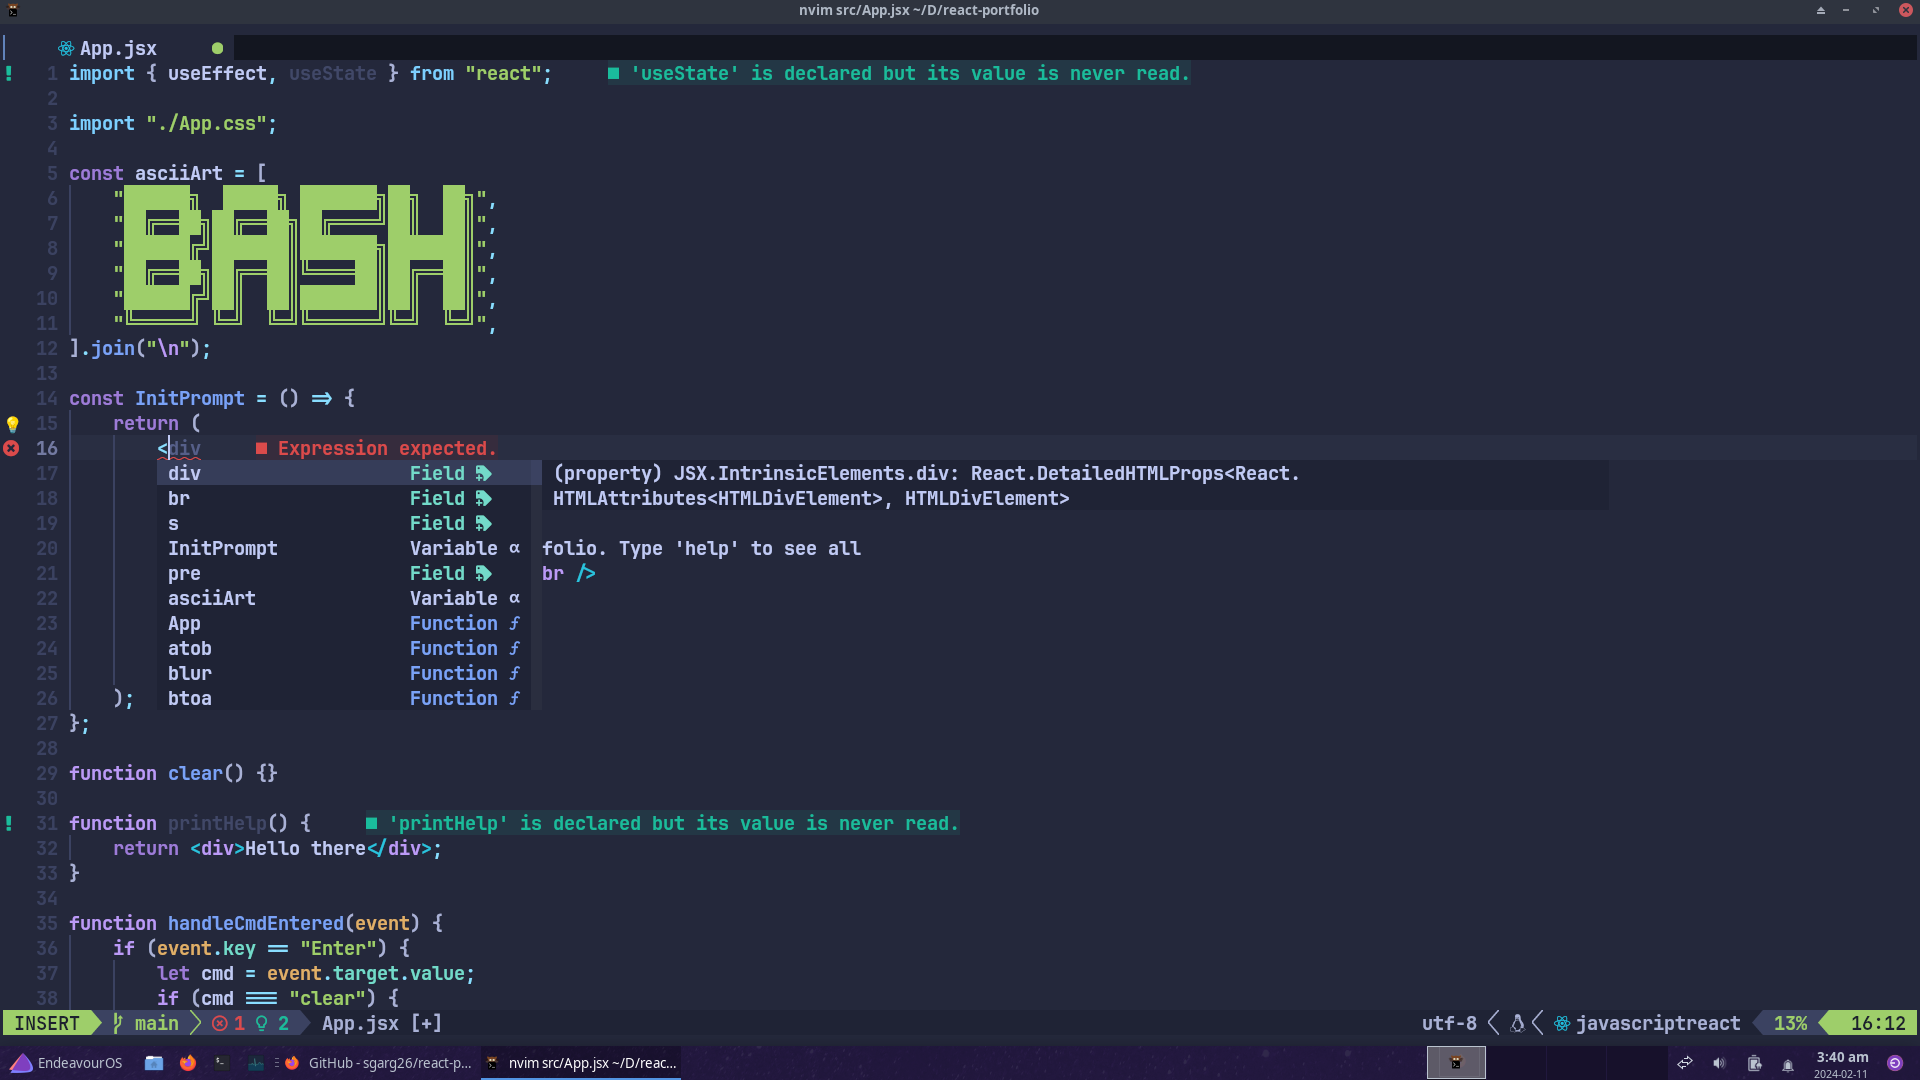 nvim src/App.jsx ~/D/react-portfolio
App.jsx
1 import { useEffect, useState } from "react"; ■ 'useState' is declared but its value is never read.
2
3 import "./App.css";
4
5 const asciiArt = [
6 " ",
7 " ",
8 " ",
9 " ",
10 " ",
11 " ",
BASH
12 ].join("\n");
13
14 const InitPrompt = () => {
15 return (
16 <div ■ Expression expected.
17 div Field (property) JSX.IntrinsicElements.div: React.DetailedHTMLProps<React.
18 br Field HTMLAttributes<HTMLDivElement>, HTMLDivElement>
19 s Field
20 InitPrompt Variable α folio. Type 'help' to see all
21 pre Field br />
22 asciiArt Variable α
23 App Function ƒ
24 atob Function ƒ
25 blur Function ƒ
26 ); btoa Function ƒ
27 };
28
29 function clear() {}
30
31 function printHelp() { ■ 'printHelp' is declared but its value is never read.
32 return <div>Hello there</div>;
33 }
34
35 function handleCmdEntered(event) {
36 if (event.key == "Enter") {
37 let cmd = event.target.value;
38 if (cmd === "clear") {
INSERT main 1 2 App.jsx [+] utf-8 javascriptreact 13% 16:12
EndeavourOS GitHub - sgarg26/react-p... nvim src/App.jsx ~/D/reac... 3:40 am
2024-02-11